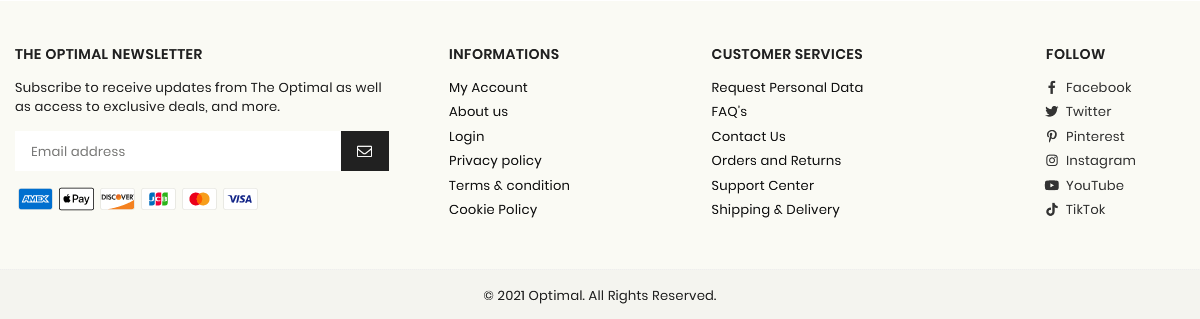 THE OPTIMAL NEWSLETTER
Subscribe to receive updates from The Optimal as well
as access to exclusive deals, and more.
Email address
AMEX
Pay
DISCOVER
JCB
VISA
INFORMATIONS
My Account
About us
Login
Privacy policy
Terms & condition
Cookie Policy
CUSTOMER SERVICES
Request Personal Data
FAQ's
Contact Us
Orders and Returns
Support Center
Shipping & Delivery
FOLLOW
Facebook
Twitter
Pinterest
Instagram
YouTube
TikTok
© 2021 Optimal. All Rights Reserved.